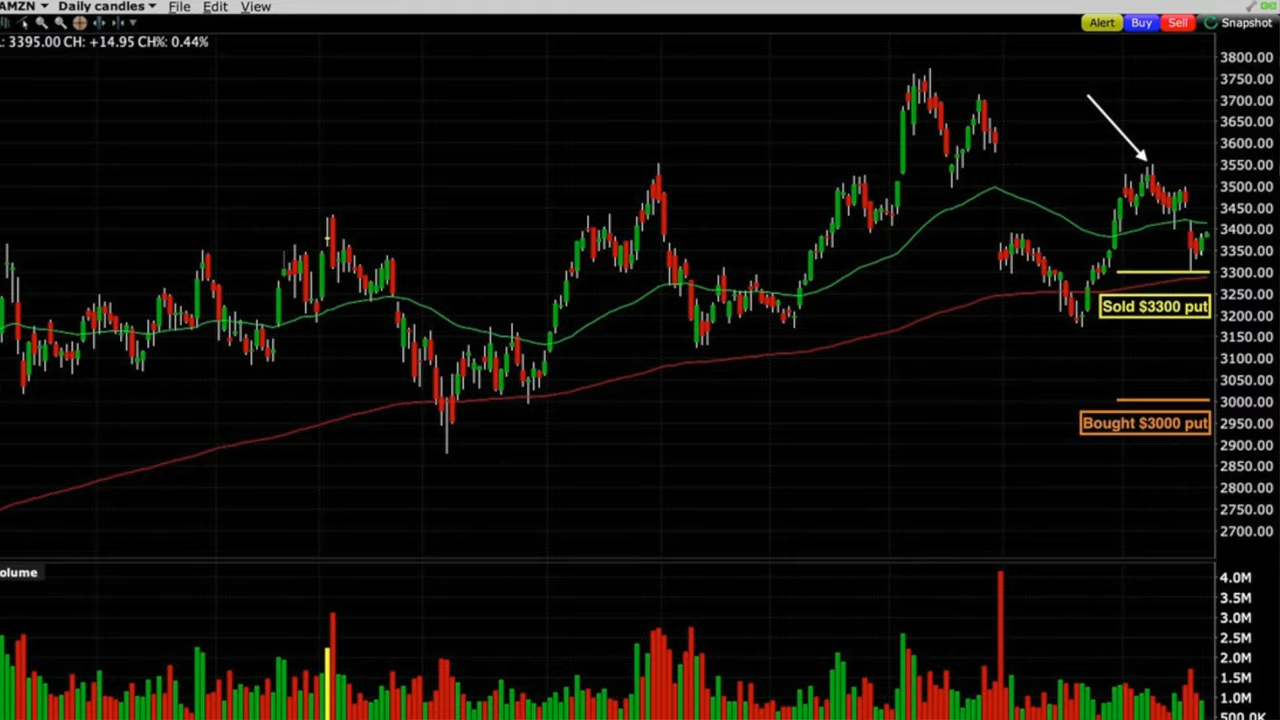 AMZN Daily candles File Edit View
Alert Buy Sell Snapshot
: 3395.00 CH: +14.95 CH%: 0.44%
3800.00
3750.00
3700.00
3650.00
3600.00
3550.00
3500.00
3450.00
3400.00
3350.00
3300.00
3250.00
Sold $3300 put
3200.00
3150.00
3100.00
3050.00
3000.00
Bought $3000 put
2950.00
2900.00
2850.00
2800.00
2750.00
2700.00
olume
4.0M
3.5M
3.0M
2.5M
2.0M
1.5M
1.0M
500.0K